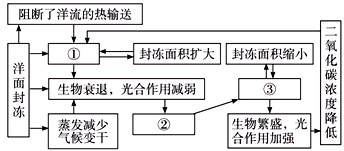 阻断了洋流的热输送
洋面封冻
①
封冻面积扩大
封冻面积缩小
二氧化碳浓度降低
生物衰退，光合作用减弱
③
蒸发减少
气候变干
②
生物繁盛，光
合作用加强